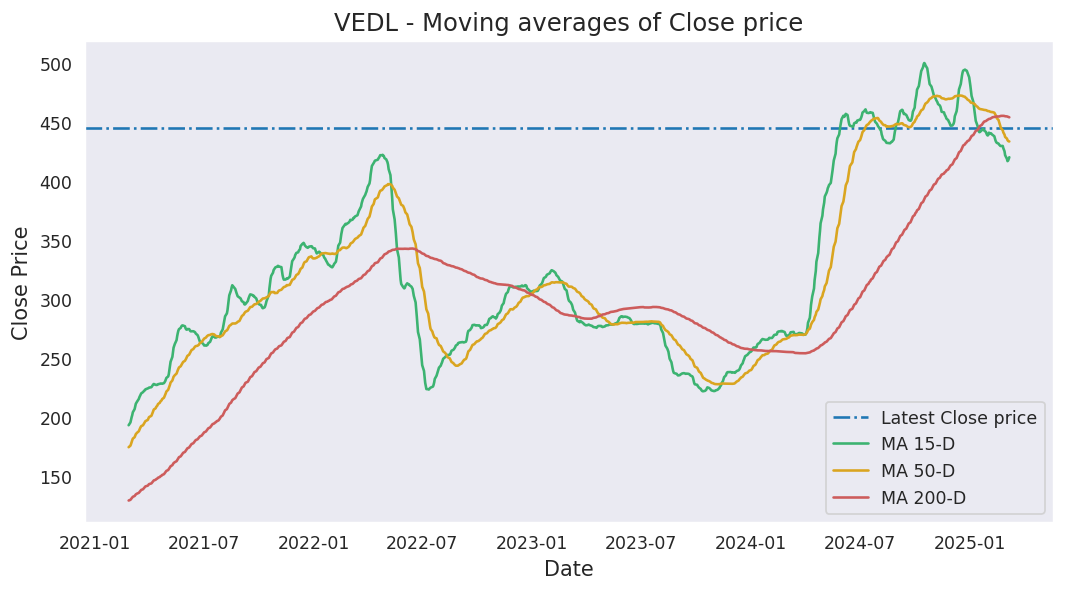 VEDL - Moving averages of Close price
500
450
400
350
300
250
200
150
Close Price
2021-01 2021-07 2022-01 2022-07 2023-01 2023-07 2024-01 2024-07 2025-01
Date
Latest Close price
MA 15-D
MA 50-D
MA 200-D